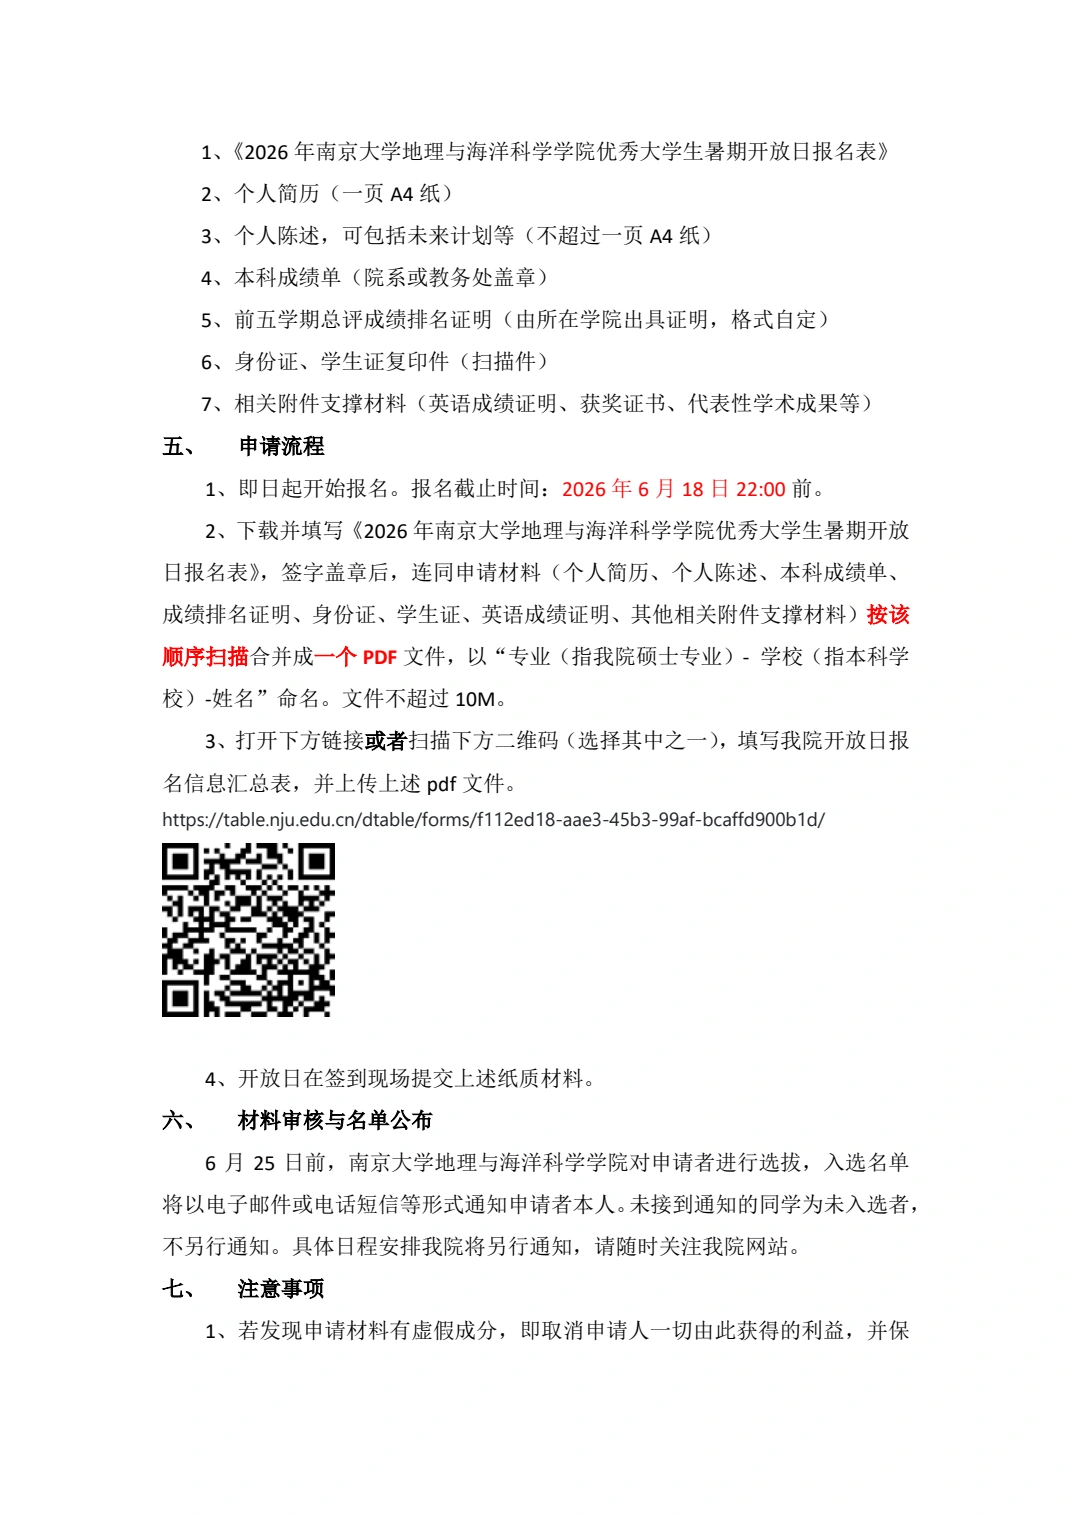 1、《2026 年南京大学地理与海洋科学学院优秀大学生暑期开放日报名表》
2、个人简历（一页 A4 纸）
3、个人陈述，可包括未来计划等（不超过一页 A4 纸）
4、本科成绩单（院系或教务处盖章）
5、前五学期总评成绩排名证明（由所在学院出具证明，格式自定）
6、身份证、学生证复印件（扫描件）
7、相关附件支撑材料（英语成绩证明、获奖证书、代表性学术成果等）
五、 申请流程
1、即日起开始报名。报名截止时间：2026 年 6 月 18 日 22:00 前。
2、下载并填写《2026 年南京大学地理与海洋科学学院优秀大学生暑期开放
日报名表》，签字盖章后，连同申请材料（个人简历、个人陈述、本科成绩单、
成绩排名证明、身份证、学生证、英语成绩证明、其他相关附件支撑材料）按该
顺序扫描合并成一个 PDF 文件，以“专业（指我院硕士专业）- 学校（指本科学
校）-姓名”命名。文件不超过 10M。
3、打开下方链接或者扫描下方二维码（选择其中之一），填写我院开放日报
名信息汇总表，并上传上述 pdf 文件。
https://table.nju.edu.cn/dtable/forms/f112ed18-aae3-45b3-99af-bcaffd900b1d/
4、开放日在签到现场提交上述纸质材料。
六、 材料审核与名单公布
6 月 25 日前，南京大学地理与海洋科学学院对申请者进行选拔，入选名单
将以电子邮件或电话短信等形式通知申请者本人。未接到通知的同学为未入选者，
不另行通知。具体日程安排我院将另行通知，请随时关注我院网站。
七、 注意事项
1、若发现申请材料有虚假成分，即取消申请人一切由此获得的利益，并保